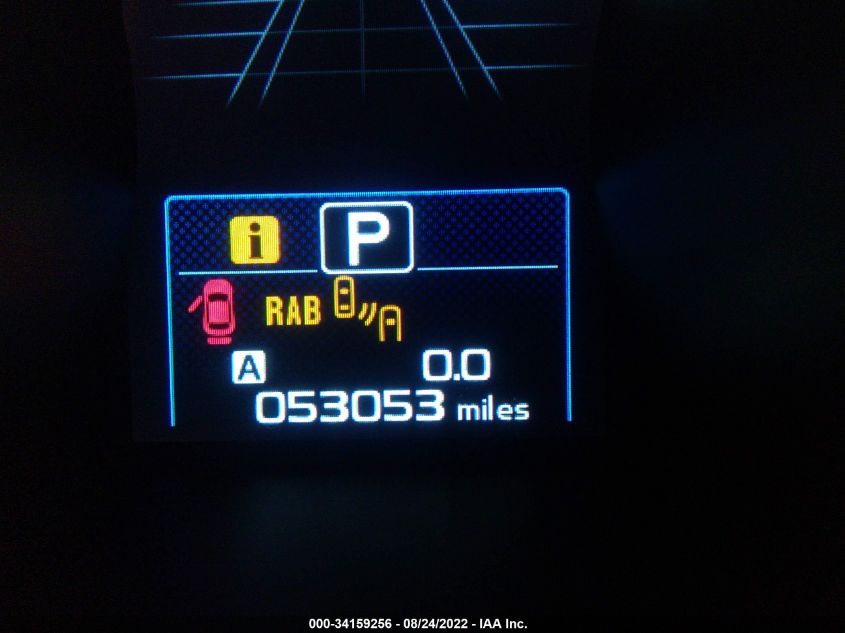 i P
RAB
A 0.0
053053 miles
000-34159256 - 08/24/2022 - IAA Inc.